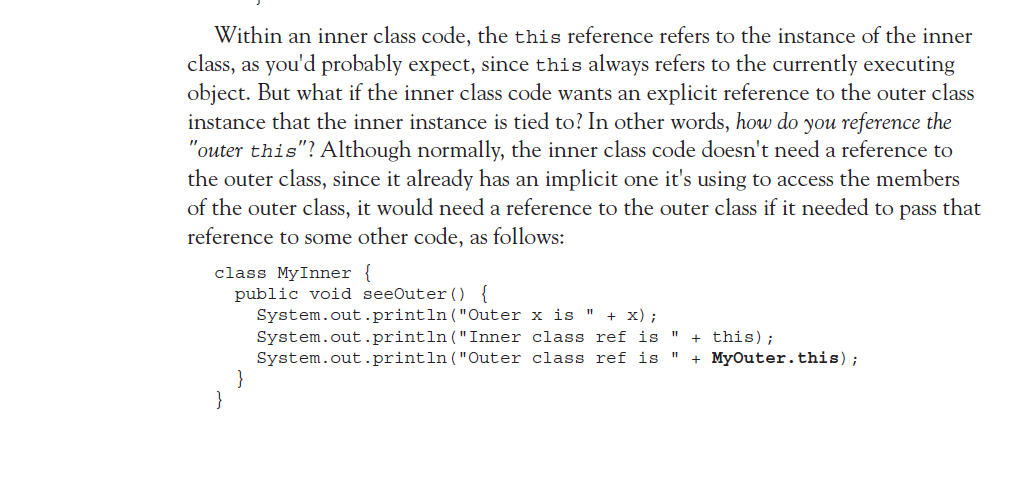 Within an inner class code, the this reference refers to the instance of the inner
class, as you'd probably expect, since this always refers to the currently executing
object. But what if the inner class code wants an explicit reference to the outer class
instance that the inner instance is tied to? In other words, how do you reference the
"outer this"? Although normally, the inner class code doesn't need a reference to
the outer class, since it already has an implicit one it's using to access the members
of the outer class, it would need a reference to the outer class if it needed to pass that
reference to some other code, as follows:
class MyInner {
public void seeOuter() {
System.out.println("Outer x is " + x);
System.out.println("Inner class ref is " + this);
System.out.println("Outer class ref is " + MyOuter.this);
}
}